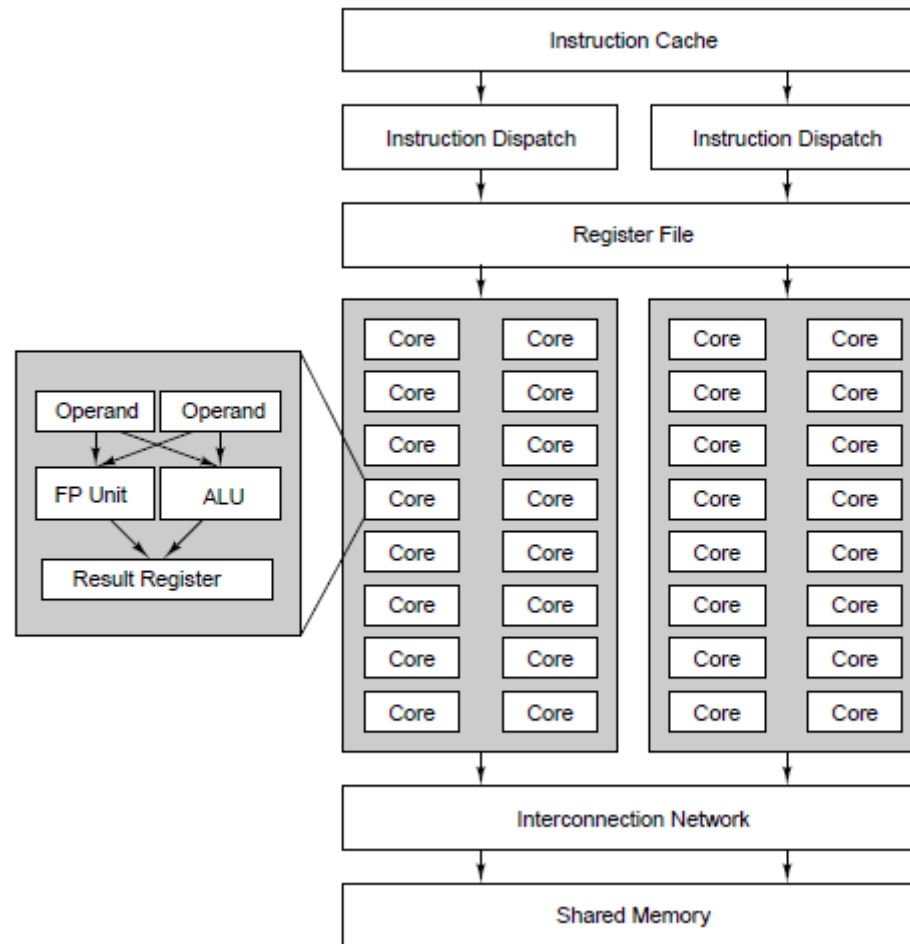 Instruction Cache
Instruction Dispatch Instruction Dispatch
Register File
Core Core Core Core
Core Core Core Core
Operand Operand
Core Core Core Core
FP Unit ALU
Core Core Core Core
Core Core Core Core
Result Register
Core Core Core Core
Core Core Core Core
Core Core Core Core
Interconnection Network
Shared Memory